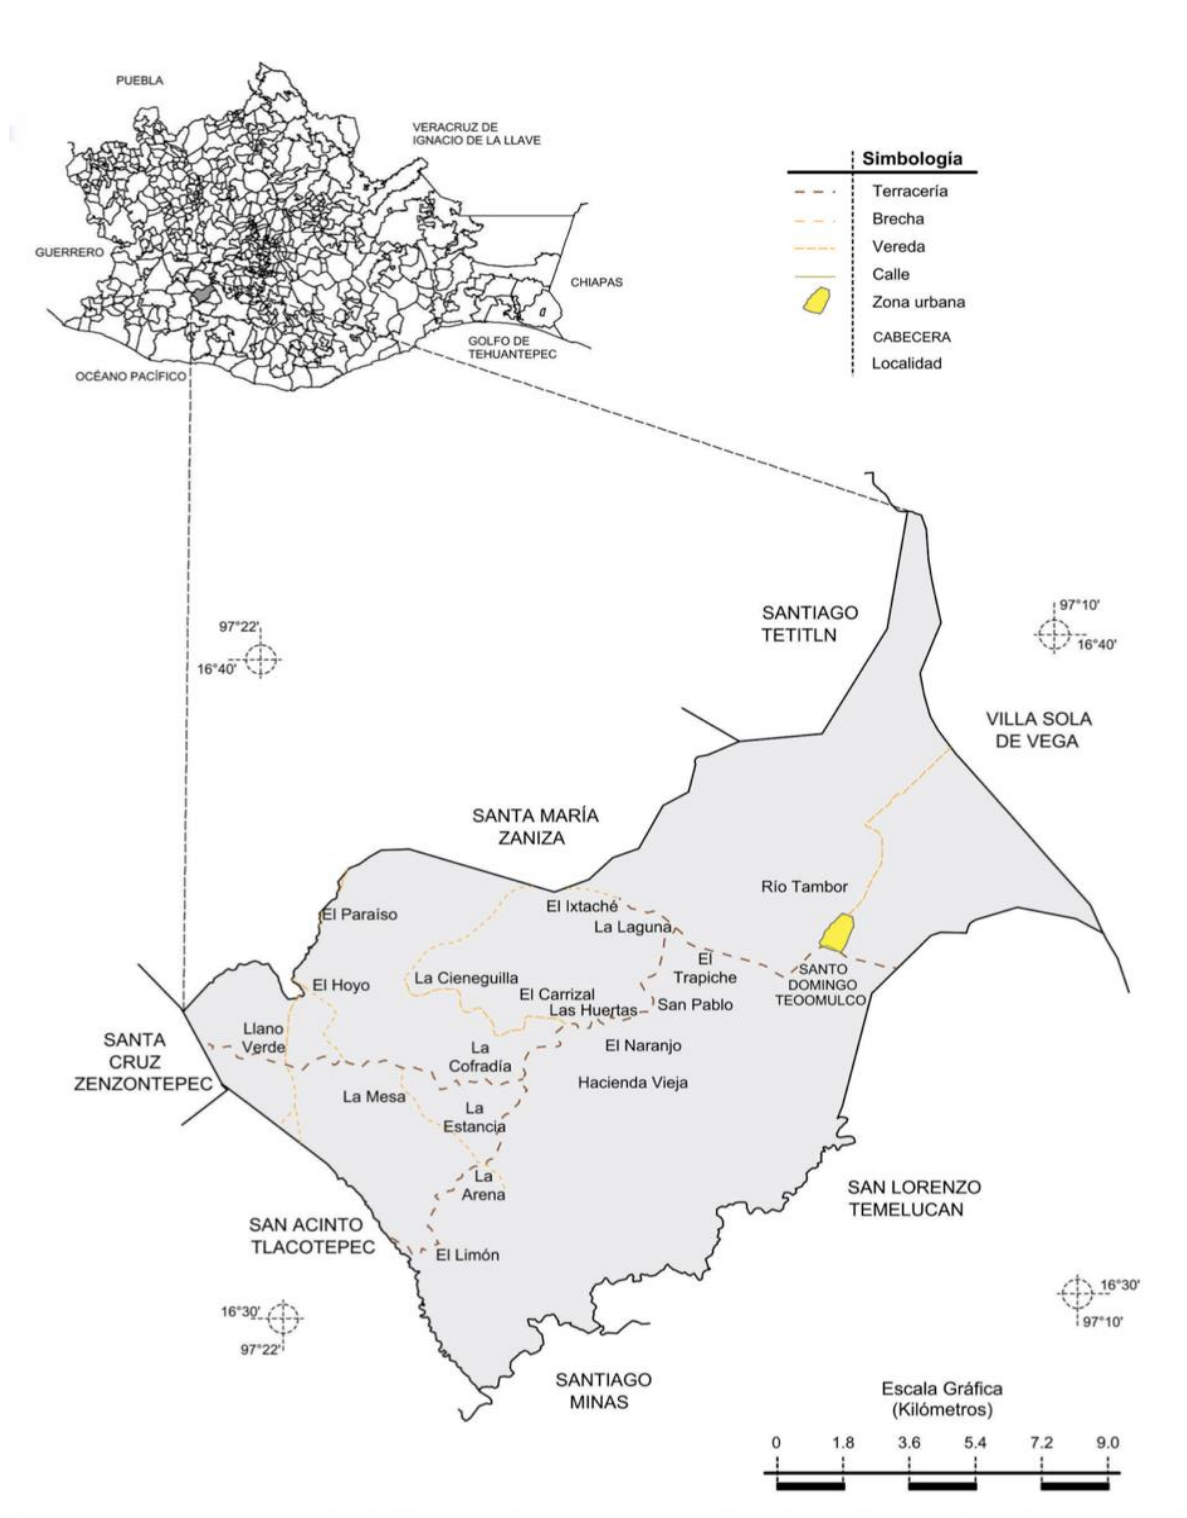 PUEBLA
VERACRUZ DE
IGNACIO DE LA LLAVE
GUERRERO
CHIAPAS
GOLFO DE
TEHUANTEPEC
OCÉANO PACÍFICO
Simbología
Terracería
Brecha
Vereda
Calle
Zona urbana
CABECERA
Localidad
97°22'
16°40'
97°10'
16°40'
SANTIAGO
TETITLN
VILLA SOLA
DE VEGA
SANTA MARÍA
ZANIZA
Río Tambor
El Ixtaché
El Paraíso
La Laguna
El
Trapiche
SANTO
DOMINGO
TEOOMULCO
La Cieneguilla
El Hoyo
El Carrizal
San Pablo
Las Huertas
Llano
Verde
El Naranjo
La
Cofradía
SANTA
CRUZ
ZENZONTEPEC
Hacienda Vieja
La Mesa
La
Estancia
La
Arena
SAN LORENZO
TEMELUCAN
SAN ACINTO
TLACOTEPEC
El Limón
16°30'
97°22'
16°30'
97°10'
SANTIAGO
MINAS
Escala Gráfica
(Kilómetros)
0 1.8 3.6 5.4 7.2 9.0